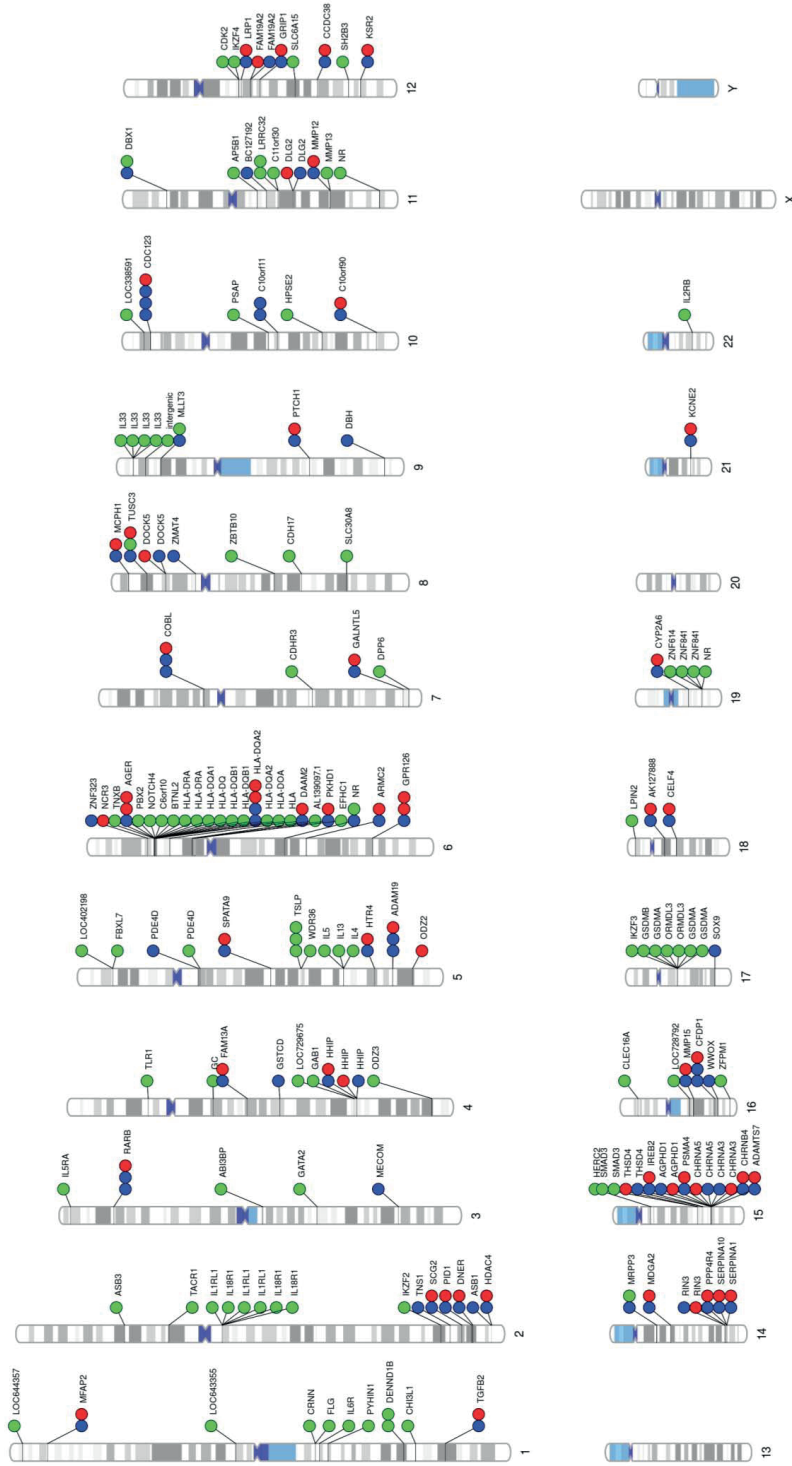 LOC644357
MFAP2
LOC643355
CRNN
FLG
IL6R
PYHIN1
DENND1B
CHI3L1
TGFB2
1
ASB3
TACR1
IL1RL1
IL18R1
IL1RL1
IL1RL1
IL18R1
IL18R1
IKZF2
TNS1
SCG2
PID1
DNER
ASB1
HDAC4
2
IL5RA
RARB
ABI3BP
GATA2
MECOM
3
TLR1
GC
FAM13A
GSTCD
LOC729675
GAB1
HHIP
HHIP
HHIP
ODZ3
4
LOC402198
FBXL7
PDE4D
PDE4D
SPATA9
TSLP
WDR36
IL5
IL13
IL4
HTR4
ADAM19
ODZ2
5
ZNF323
NCR3
TNXB
AGER
PBX2
NOTCH4
C6orf10
BTNL2
HLA-DRA
HLA-DRA
HLA-DQA1
HLA-DQ
HLA-DQB1
HLA-DQB1
HLA-DQA2
HLA-DQA2
HLA-DOA
HLA
DAAM2
AL139097.1
PKHD1
EFHC1
NR
ARMC2
GPR126
6
COBL
CDHR3
GALNTL5
DPP6
7
MCPH1
TUSC3
DOCK5
DOCK5
ZMAT4
ZBTB10
CDH17
SLC30A8
8
IL33
IL33
IL33
IL33
intergenic
MLLT3
PTCH1
DBH
9
LOC338591
CDC123
PSAP
C10orf11
HPSE2
C10orf90
10
DBX1
AP5B1
BC127192
LRRC32
C11orf30
DLG2
DLG2
MMP12
MMP13
NR
11
CDK2
IKZF4
LRP1
FAM19A2
FAM19A2
GRIP1
SLC6A15
CCDC38
SH2B3
KSR2
12
13
MRPP3
MDGA2
RIN3
RIN3
PPP4R4
SERPINA10
SERPINA1
14
HERC2
SMAD3
SMAD3
THSD4
THSD4
IREB2
AGPHD1
AGPHD1
PSMA4
CHRNA5
CHRNA5
CHRNA3
CHRNA3
CHRNB4
ADAMTS7
15
CLEC16A
LOC728792
MMP15
CFDP1
WWOX
ZFPM1
16
IKZF3
GSDMB
GSDMA
ORMDL3
ORMDL3
GSDMA
GSDMA
SOX9
17
LPIN2
AK127888
CELF4
18
CYP2A6
ZNF614
ZNF841
ZNF841
NR
19
20
KCNE2
21
IL2RB
22
X
Y